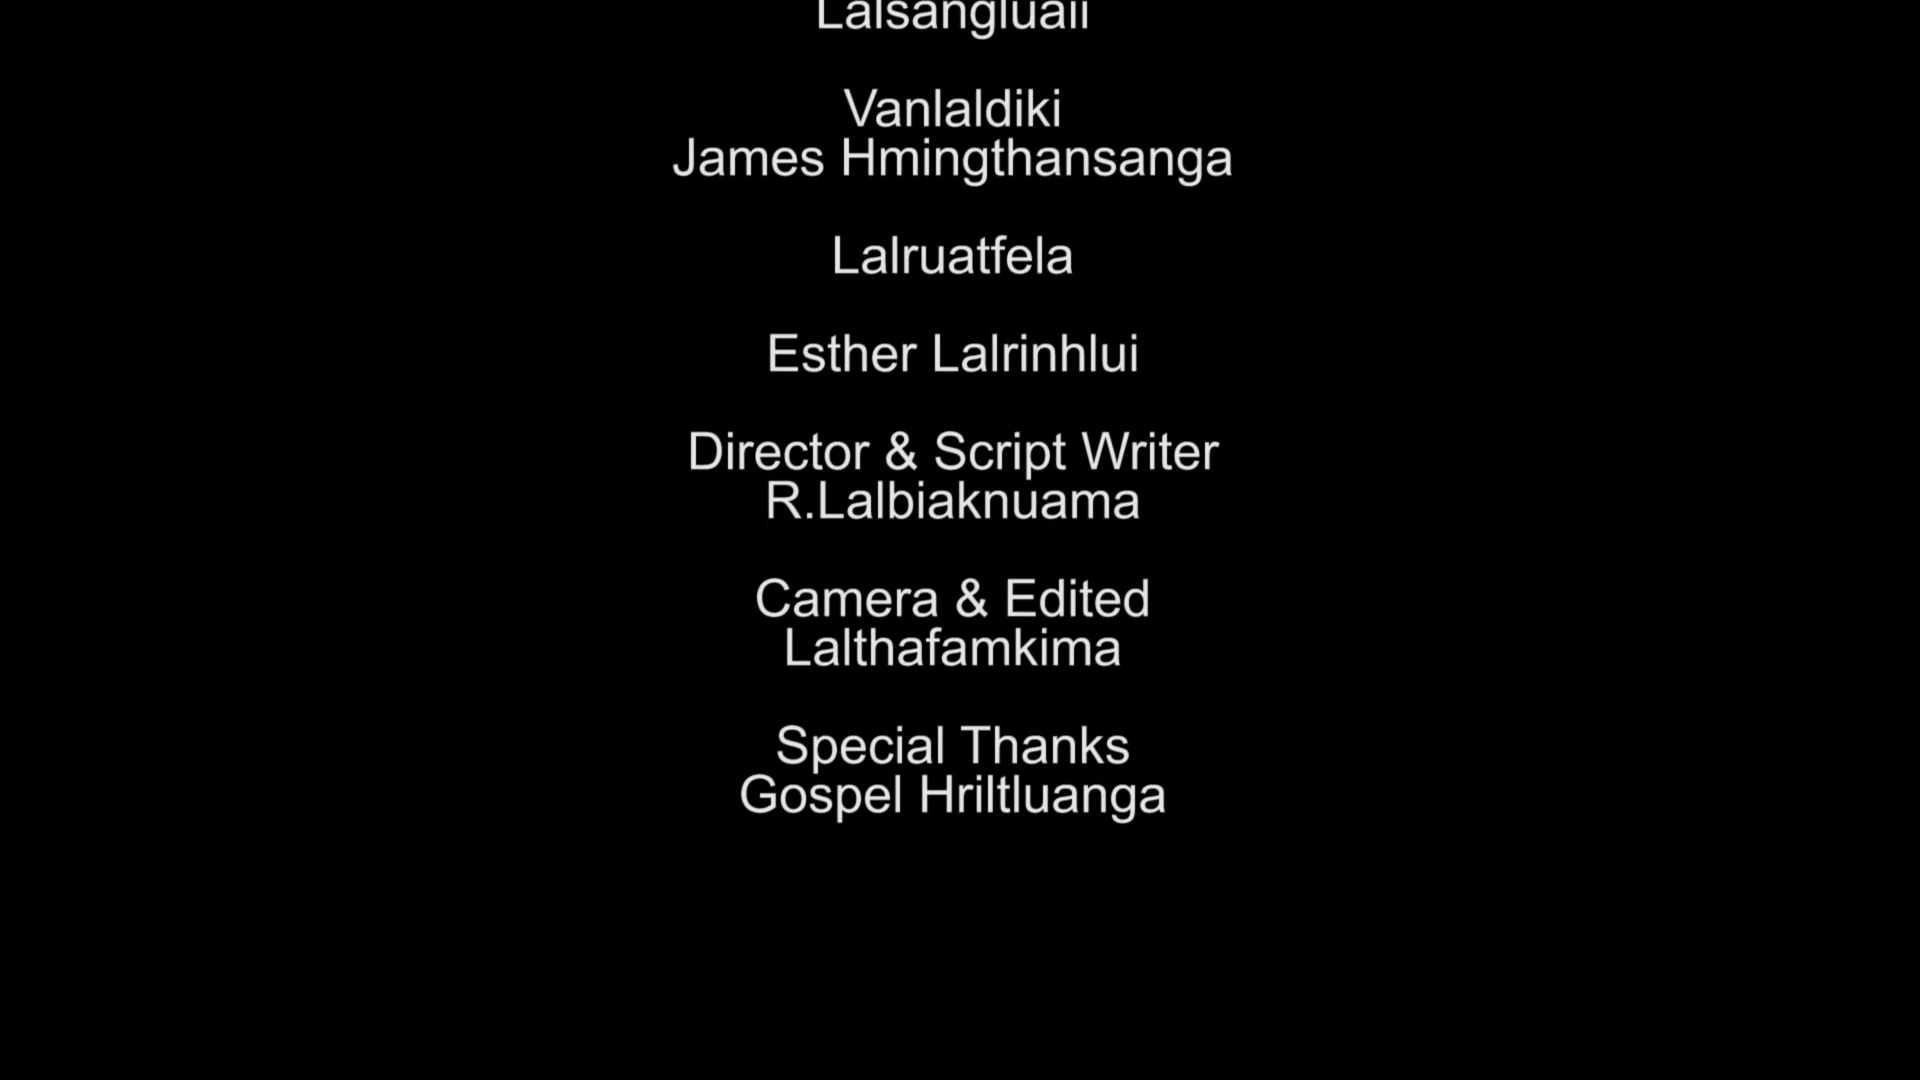 Lalsangluaii
Vanlaldiki
James Hmingthansanga
Lalruatfela
Esther Lalrinhlui
Director & Script Writer
R.Lalbiaknuama
Camera & Edited
Lalthafamkima
Special Thanks
Gospel Hriltluanga